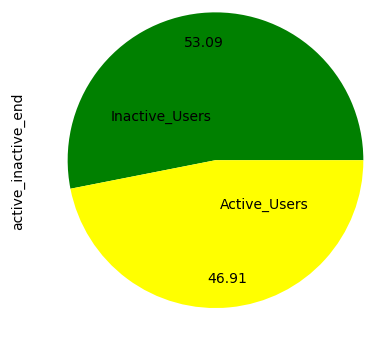 53.09
Inactive_Users
active_inactive_end
Active_Users
46.91